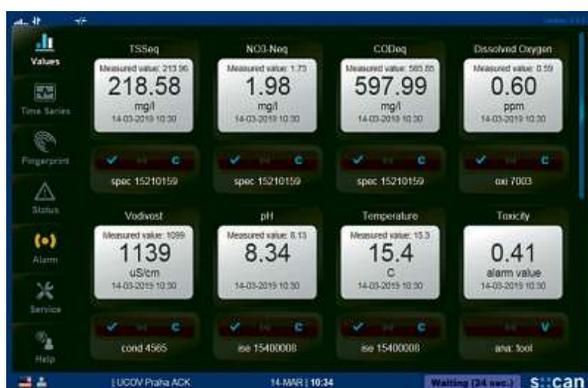 Values
Time Series
Fingerprint
Status
Alarm
Service
Help
TSSeq
Measured value: 213.96
218.58
mg/l
14-03-2019 10:30
C
spec 15210159
NO3-Neq
Measured value: 1.73
1.98
mg/l
14-03-2019 10:30
C
spec 15210159
CODeq
Measured value: 585.65
597.99
mg/l
14-03-2019 10:30
C
spec 15210159
Dissolved Oxygen
Measured value: 0.59
0.60
ppm
14-03-2019 10:30
C
oxi 7003
Vodivost
Measured value: 1099
1139
uS/cm
14-03-2019 10:30
C
cond 4565
pH
Measured value: 8.13
8.34
14-03-2019 10:30
C
ise 15400008
Temperature
Measured value: 15.3
15.4
C
14-03-2019 10:30
C
ise 15400008
Toxicity
0.41
alarm value
14-03-2019 10:30
V
ana: tool
UCOV Praha ACK
14-MAR | 10:34
Waiting (24 sec.)
s::can